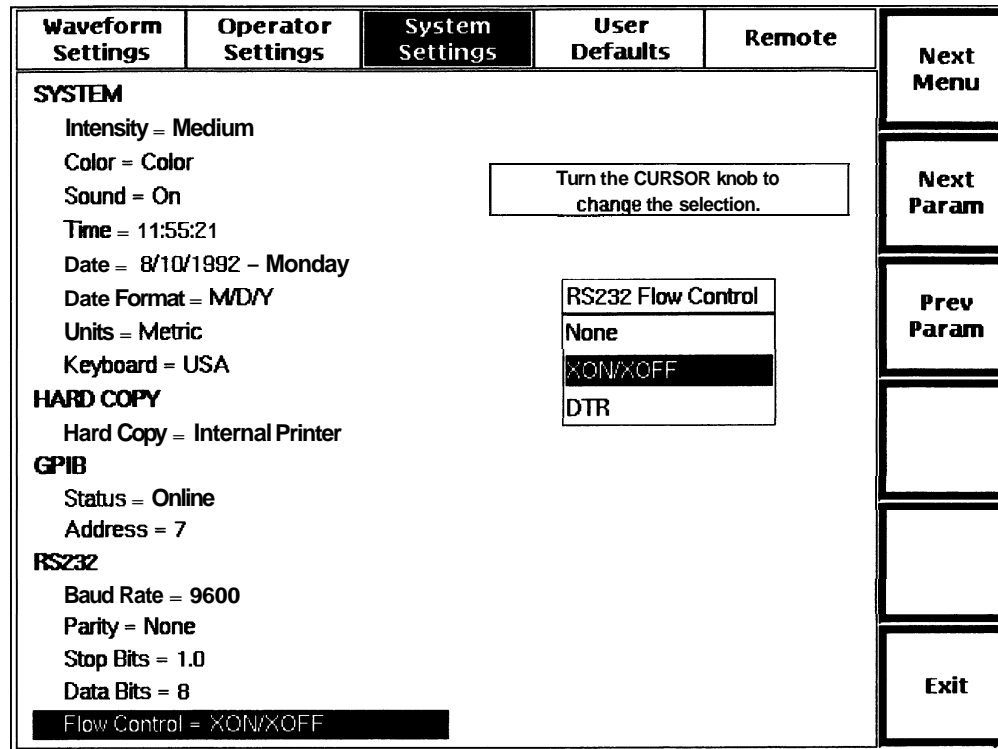 Waveform Settings
Operator Settings
System Settings
User Defaults
Remote
SYSTEM
Intensity = Medium
Color = Color
Sound = On
Time = 11:55:21
Date = 8/10/1992 – Monday
Date Format = M/D/Y
Units = Metric
Keyboard = USA
HARD COPY
Hard Copy = Internal Printer
GPIB
Status = Online
Address = 7
RS232
Baud Rate = 9600
Parity = None
Stop Bits = 1.0
Data Bits = 8
Flow Control = XON/XOFF
Turn the CURSOR knob to
change the selection.
RS232 Flow Control
None
XON/XOFF
DTR
Next
Menu
Next
Param
Prev
Param
Exit